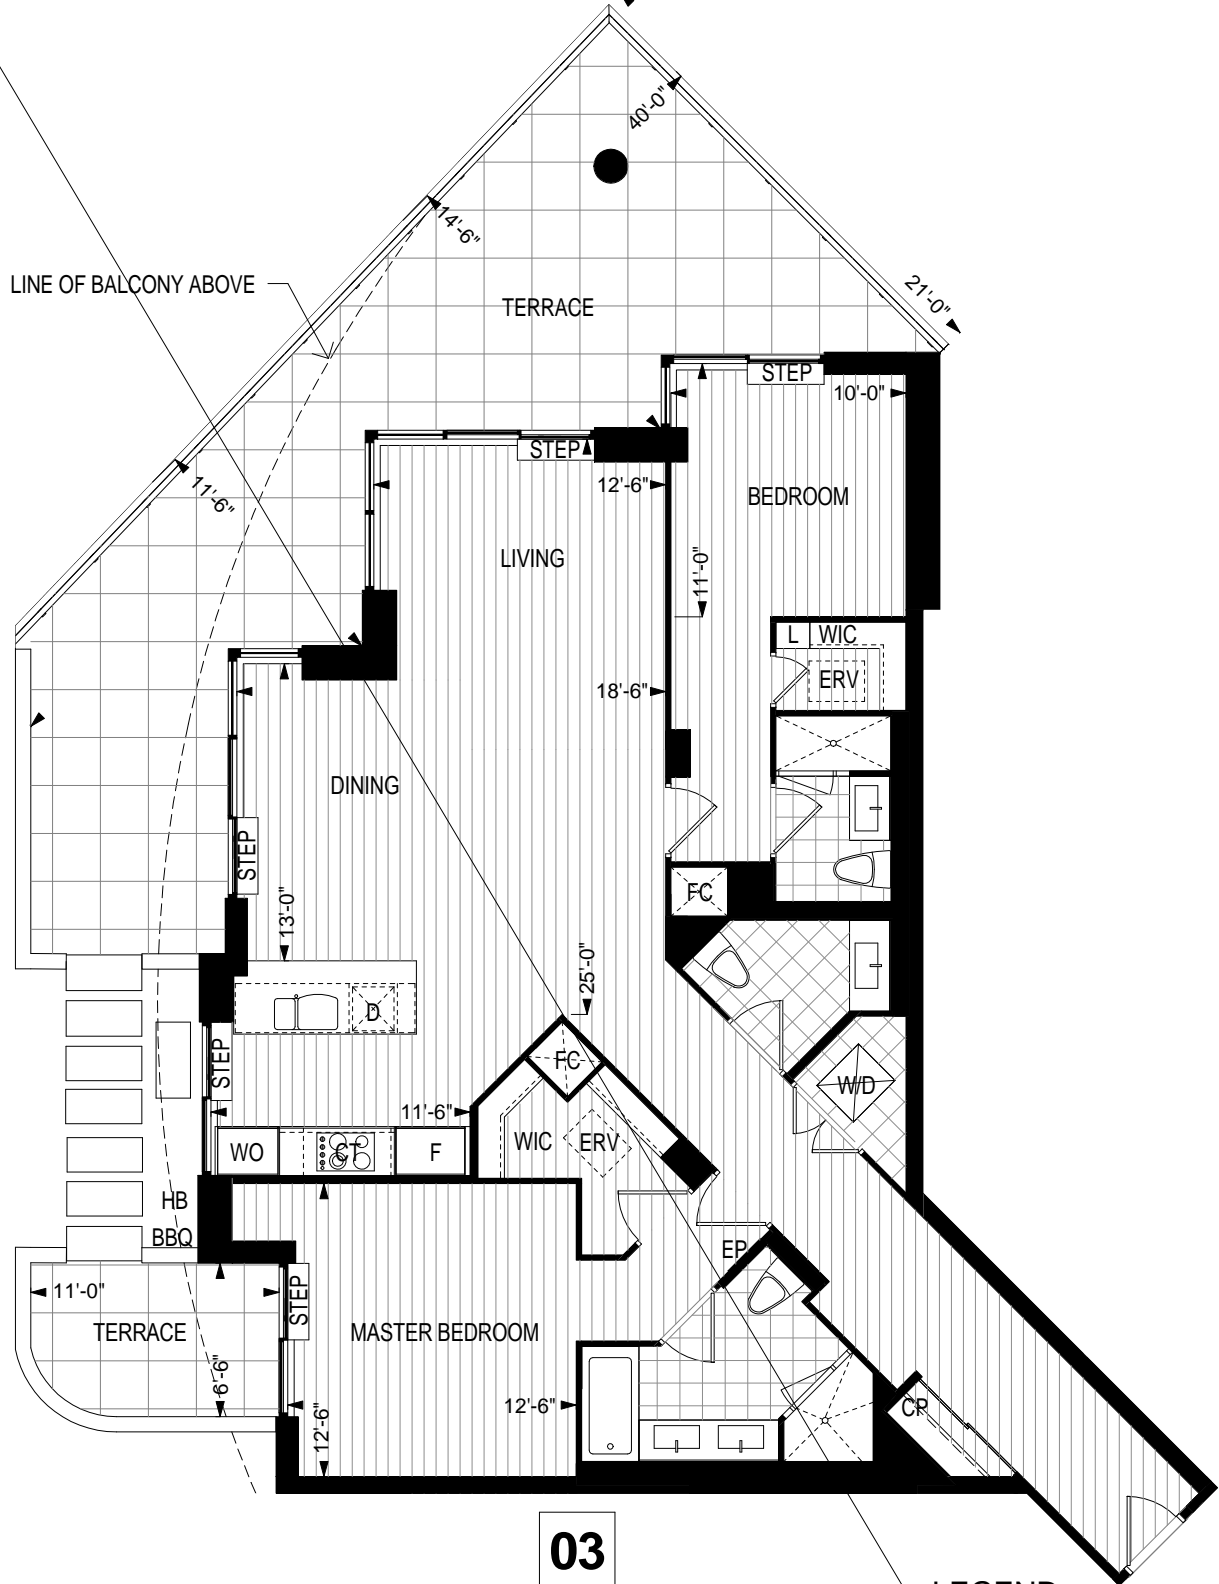 40'-0"
14'-6"
LINE OF BALCONY ABOVE
21'-0"
TERRACE
STEP
10'-0"
STEP
11'-6"
12'-6"
BEDROOM
LIVING
11'-0"
L WIC
ERV
18'-6"
DINING
STEP
FC
13'-0"
25'-0"
D
STEP
FC
W/D
11'-6"
WO
CT
F
WIC
ERV
HB
BBQ
EP
11'-0"
STEP
TERRACE
MASTER BEDROOM
6'-6"
12'-6"
12'-6"
CP
03
LEGEND